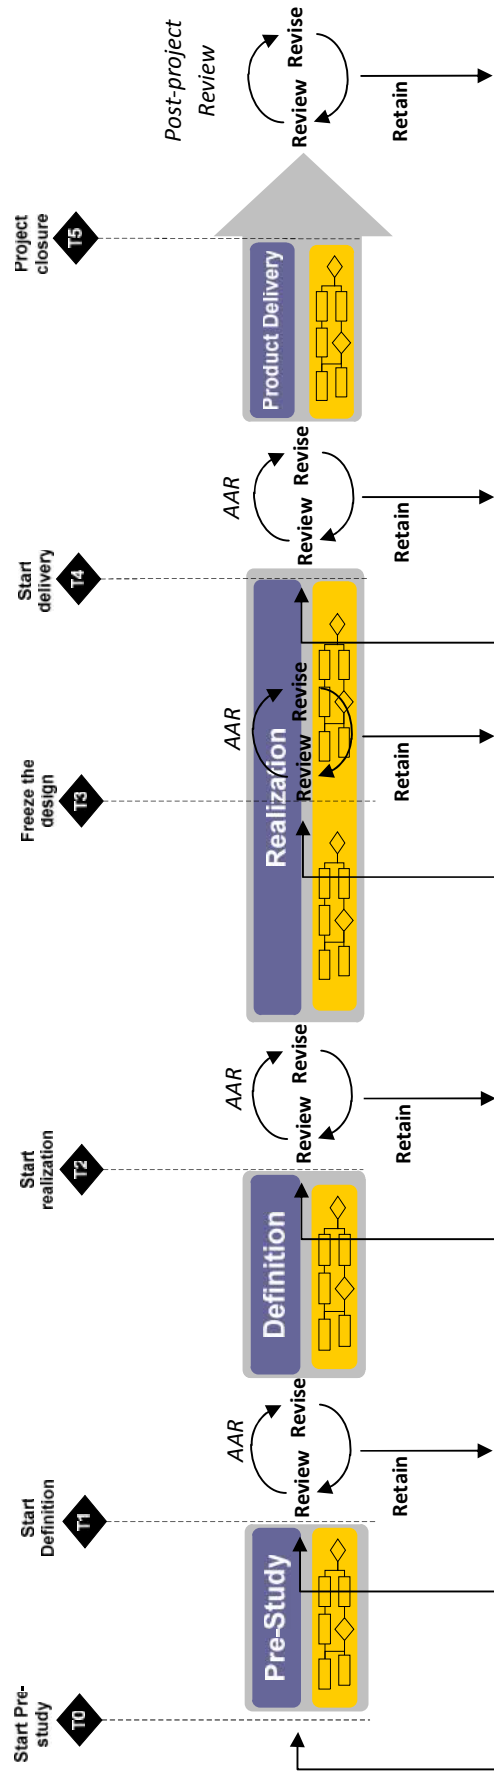 Start Pre-
study
T0
Start
Definition
T1
Start
realization
T2
Freeze the
design
T3
Start
delivery
T4
Project
closure
T5
Pre-Study
AAR
Review Revise
Retain
Definition
AAR
Review Revise
Retain
Realization
AAR
Review Revise
Retain
AAR
Review Revise
Retain
Product Delivery
Post-project
Review
Review Revise
Retain